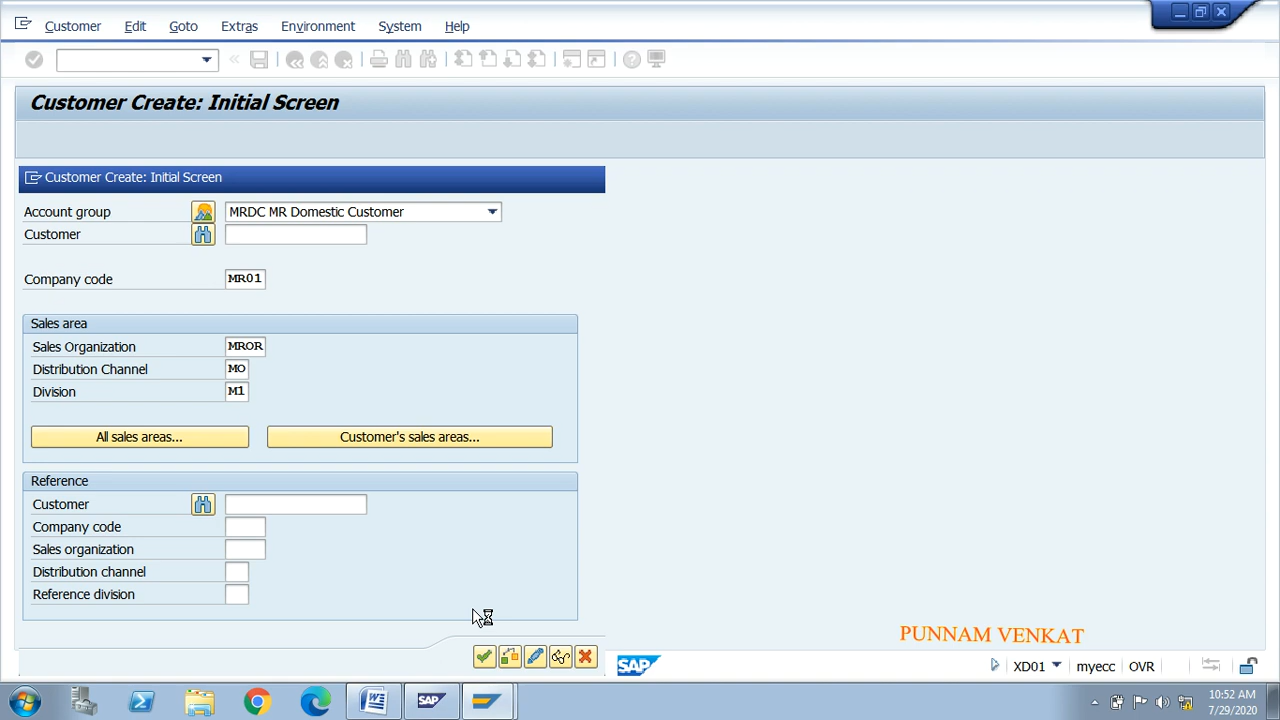 Customer Edit Goto Extras Environment System Help
Customer Create: Initial Screen
Customer Create: Initial Screen
Account group MRDC MR Domestic Customer
Customer
Company code MR01
Sales area
Sales Organization MROR
Distribution Channel MO
Division M1
All sales areas... Customer's sales areas...
Reference
Customer
Company code
Sales organization
Distribution channel
Reference division
PUNNAM VENKAT
SAP XD01 myecc OVR
SAP 10:52 AM
7/29/2020